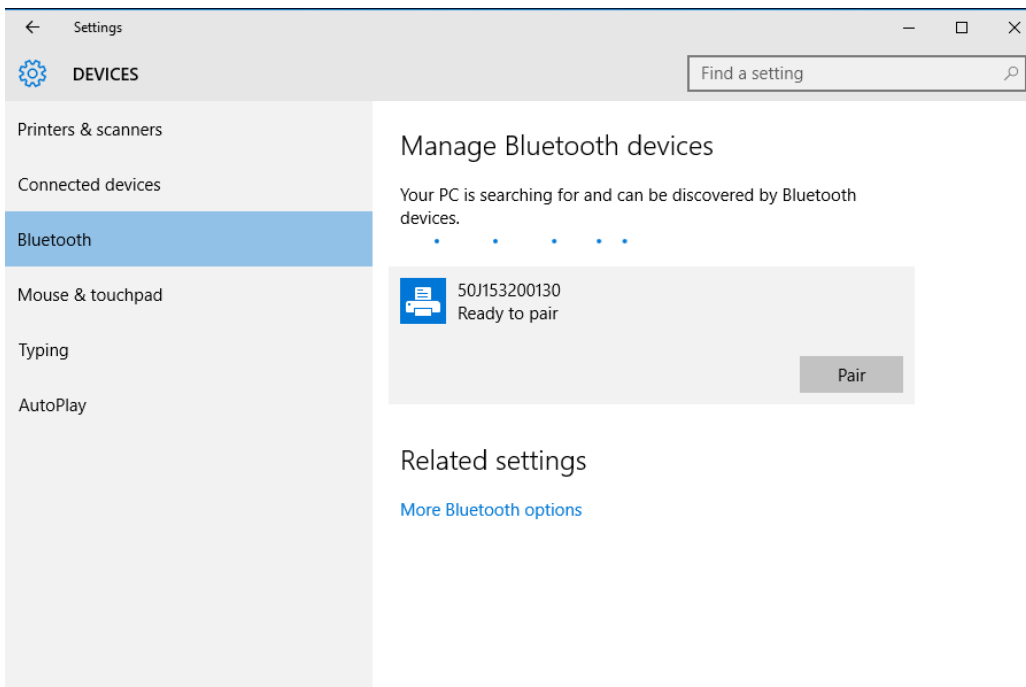 Settings
DEVICES
Find a setting
Printers & scanners
Connected devices
Bluetooth
Mouse & touchpad
Typing
AutoPlay
Manage Bluetooth devices
Your PC is searching for and can be discovered by Bluetooth
devices.
50J153200130
Ready to pair
Pair
Related settings
More Bluetooth options